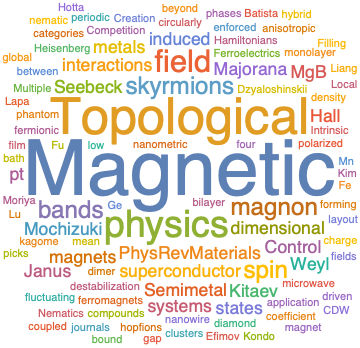 Hotta Creation beyond phases Batista hybrid
nematic periodic Competition circularly enforced anisotropic
categories Heisenberg induced Hamiltonians Filling
global metals field Ferroelectrics monolayer Liang
between interactions Majorana MgB Local
Multiple Seebeck skyrmions Dzyaloshinskii density
Lapa Topological Hall Intrinsic
phantom polarized
fermionic nanometric four
film Fu low Mn
bath Magnetic Kim
pt Fe
Moriya Ge bilayer magnon forming
Lu bands physics dimensional layout
kagome mean Mochizuki charge
picks magnets PhysRevMaterials Control fields
Janus dimer superconductor spin Weyl microwave
fluctuating destabilization Semimetal Kitaev application driven
ferromagnets systems states coefficient CDW
Nematics compounds nanowire diamond magnet
coupled journals hopfions clusters Efimov Kondo
bound gap